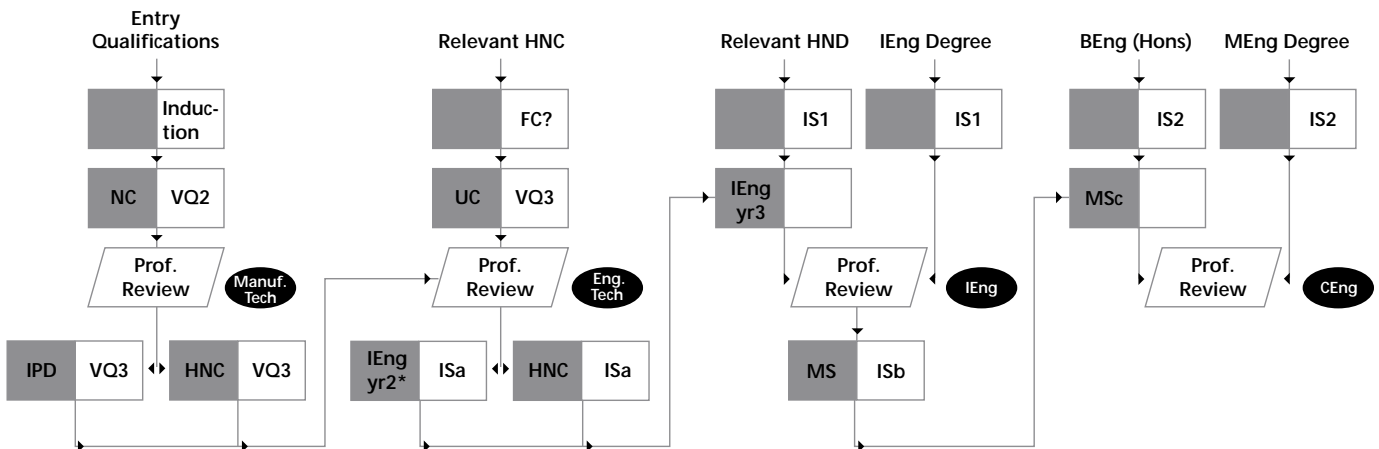 Entry
Qualifications
Relevant HNC
Relevant HND
IEng Degree
BEng (Hons)
MEng Degree
Induc-
tion
FC?
IS1
IS1
IS2
IS2
NC
VQ2
UC
VQ3
IEng
yr3
MSc
Prof.
Review
Manuf.
Tech
Prof.
Review
Eng.
Tech
Prof.
Review
IEng
Prof.
Review
CEng
IPD
VQ3
HNC
VQ3
IEng
yr2*
ISa
HNC
ISa
MS
ISb